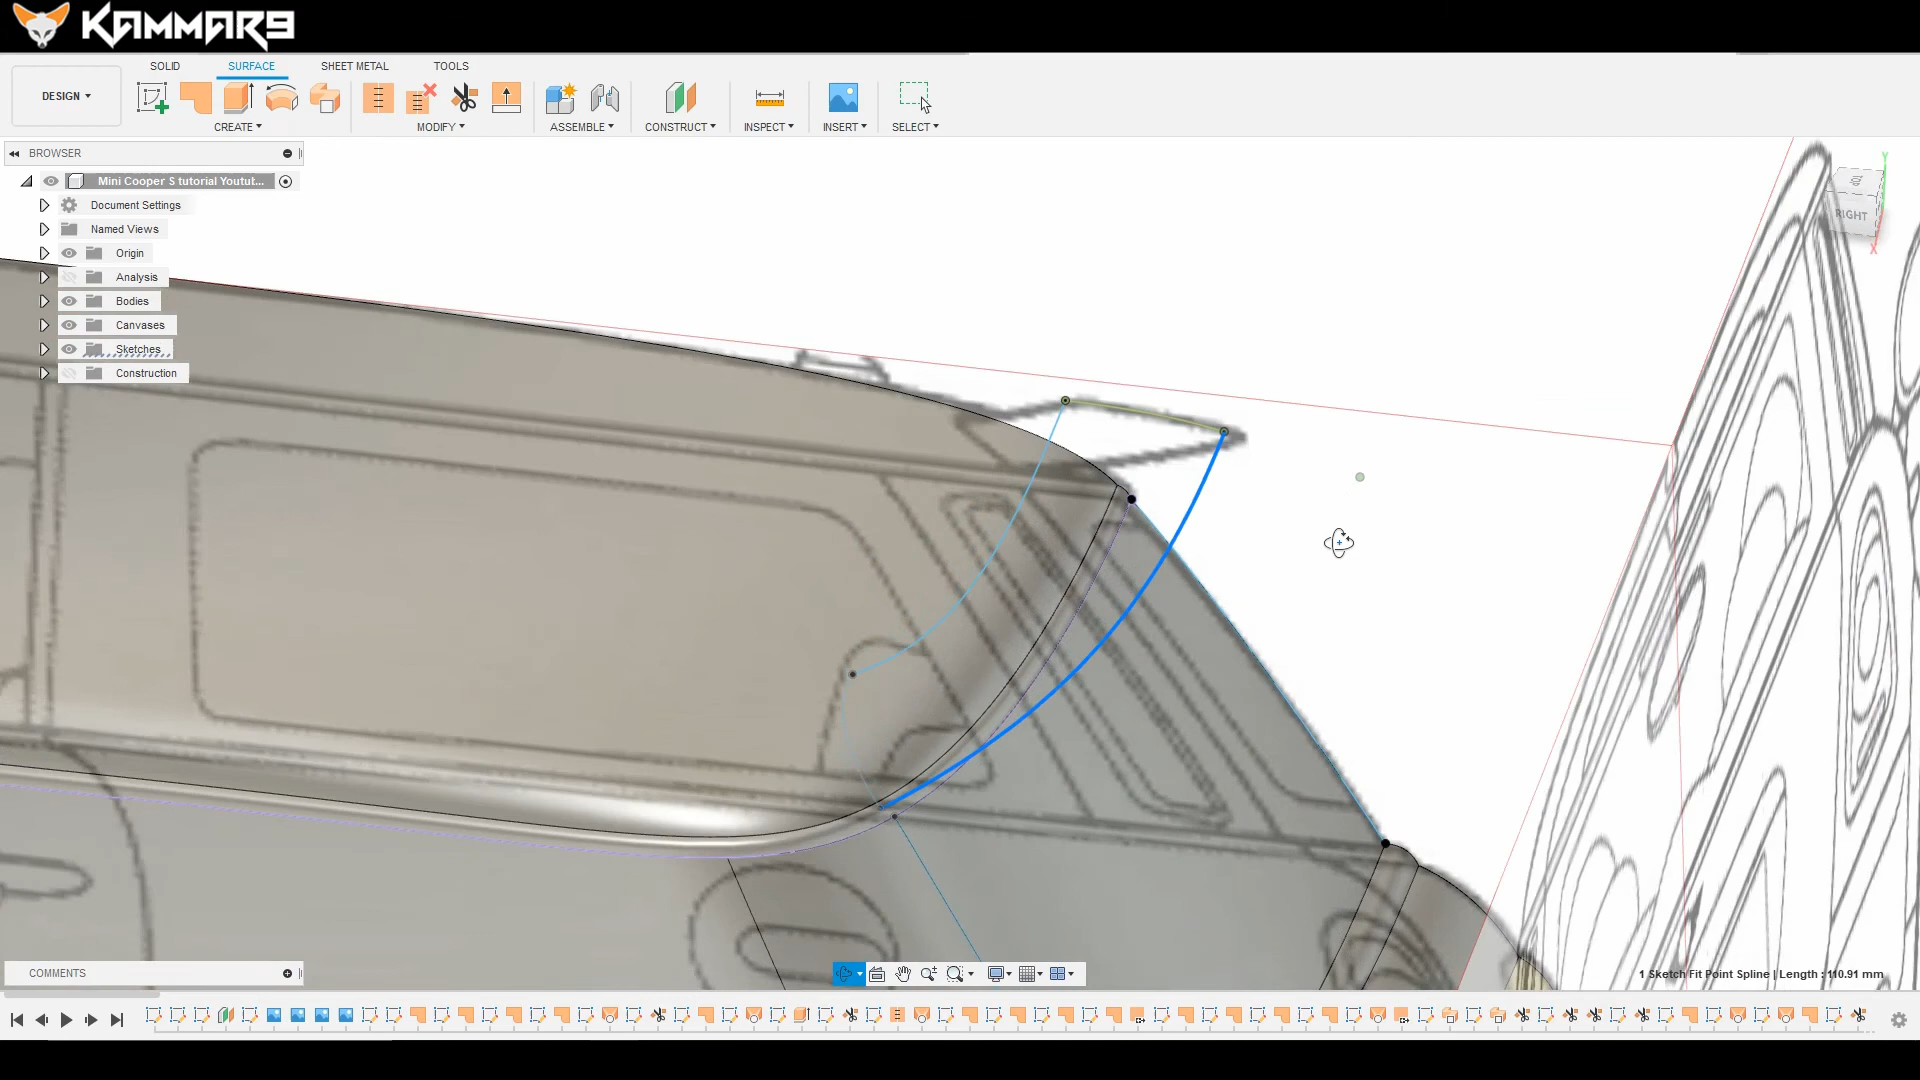 KAMMAR9
SOLID SURFACE SHEET METAL TOOLS
DESIGN
CREATE MODIFY ASSEMBLE CONSTRUCT INSPECT INSERT SELECT
BROWSER
Mini Cooper S tutorial Youtut...
Document Settings
Named Views
Origin
Analysis
Bodies
Canvases
Sketches
Construction
Y
TOP
RIGHT
X
COMMENTS
1 Sketch Fit Point Spline | Length : 110.91 mm